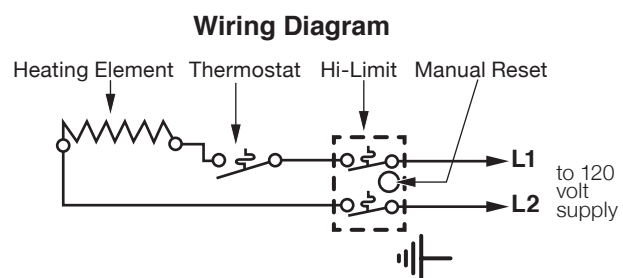 Wiring Diagram
Heating Element Thermostat Hi-Limit Manual Reset
L1
to 120
volt
L2
supply